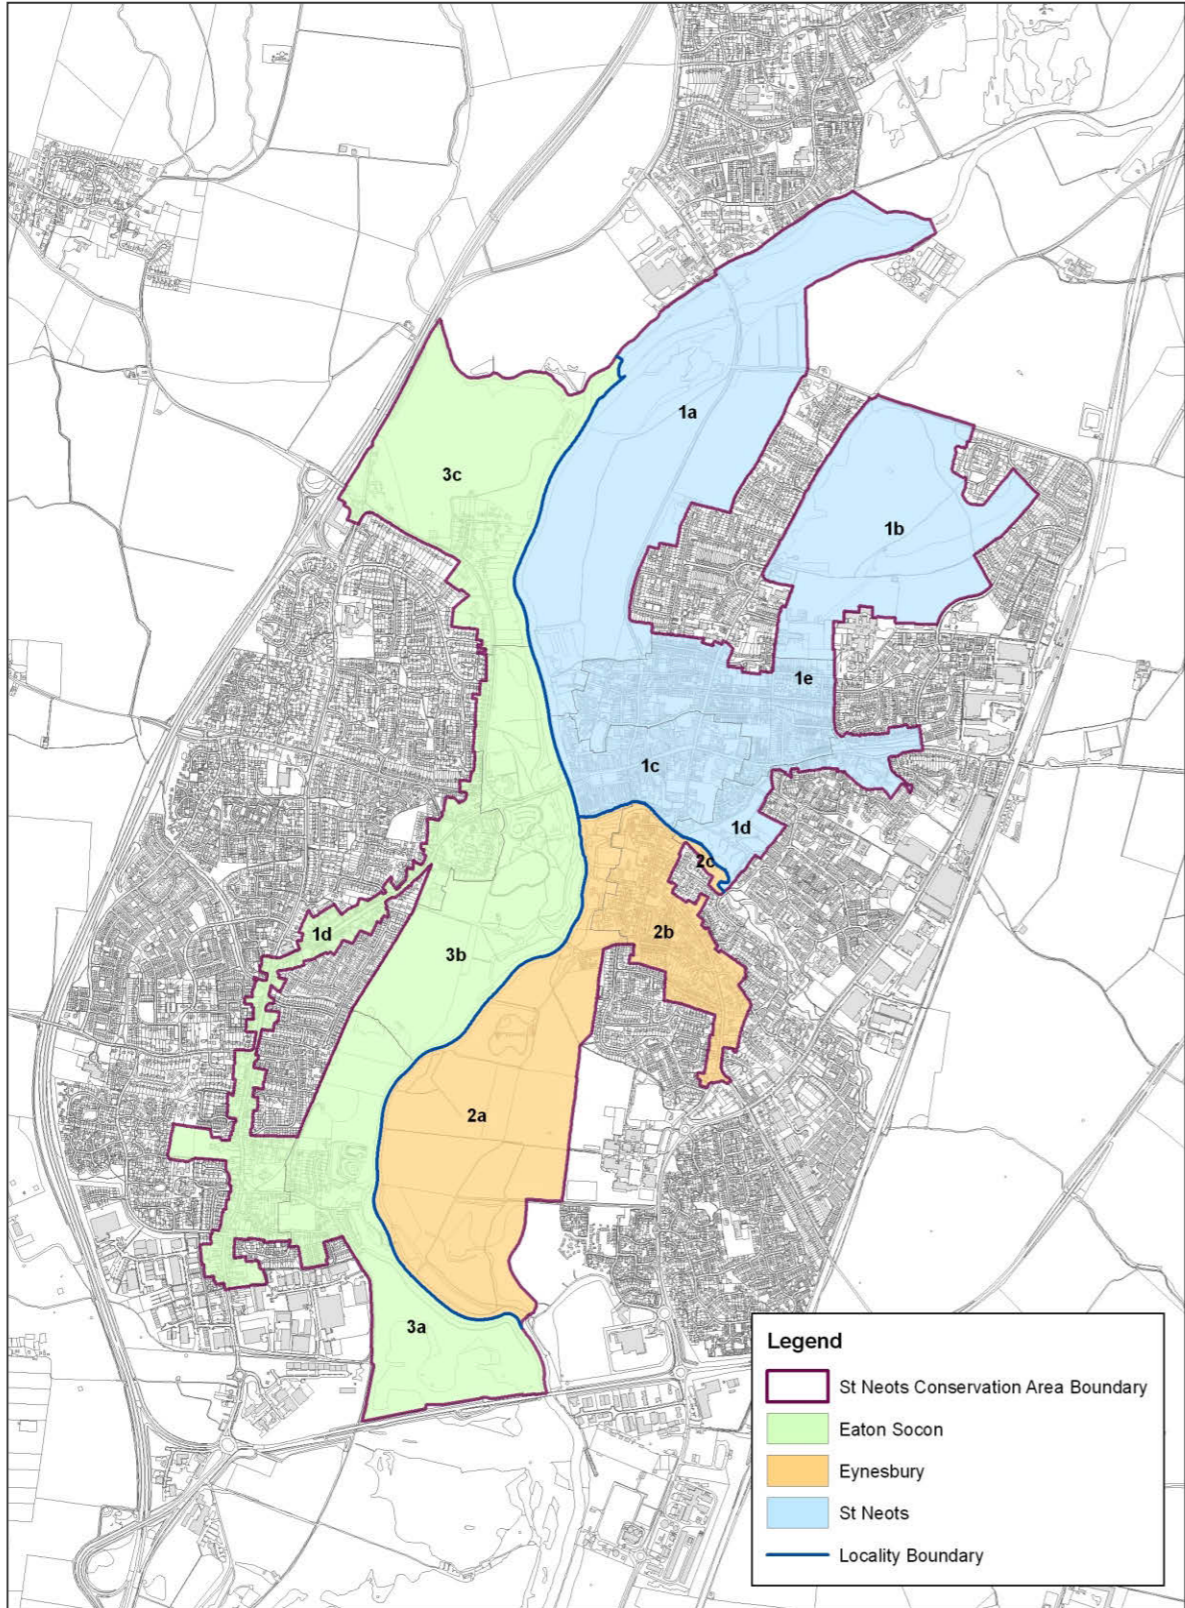 1a
3c
1b
1e
1c
1d
2c
1d
2b
3b
2a
3a
Legend
St Neots Conservation Area Boundary
Eaton Socon
Eynesbury
St Neots
Locality Boundary